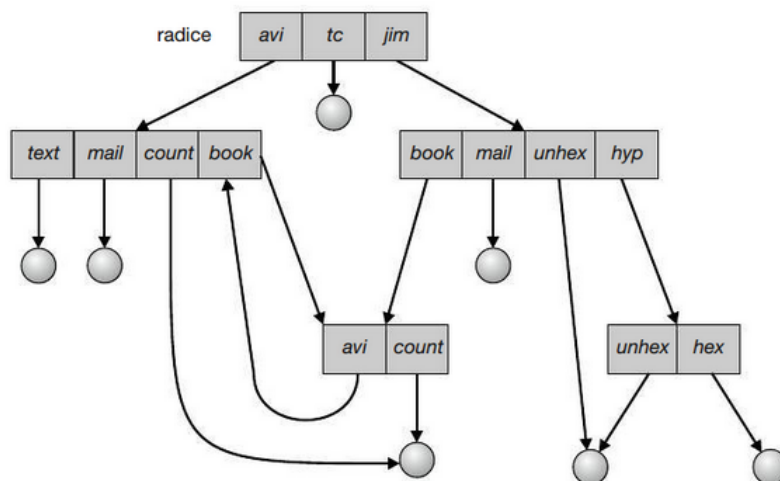 radice avi tc jim
text mail count book book mail unhex hyp
avi count unhex hex